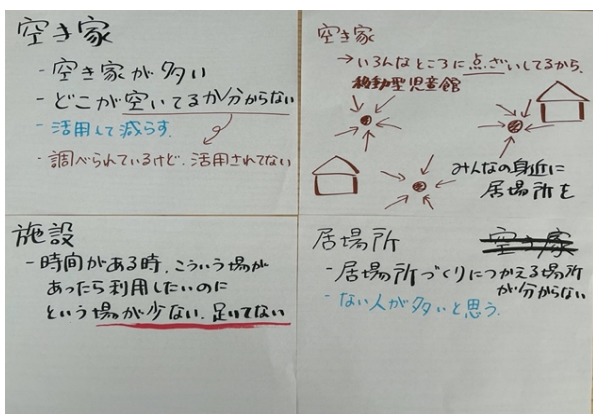 空き家
- 空き家が多い
- どこが空いてるか分からない
- 活用して減らす.
- 調べられているけど.活用されてない
空き家
→いろんなところに点ざいしてるから.
移動型児童館
みんなの身近に
居場所を
施設
- 時間がある時.こういう場が
あったら利用したいのに
という場が少ない.足りてない
居場所
空き家
- 居場所づくりにつかえる場所
が分からない
- ない人が多いと思う.